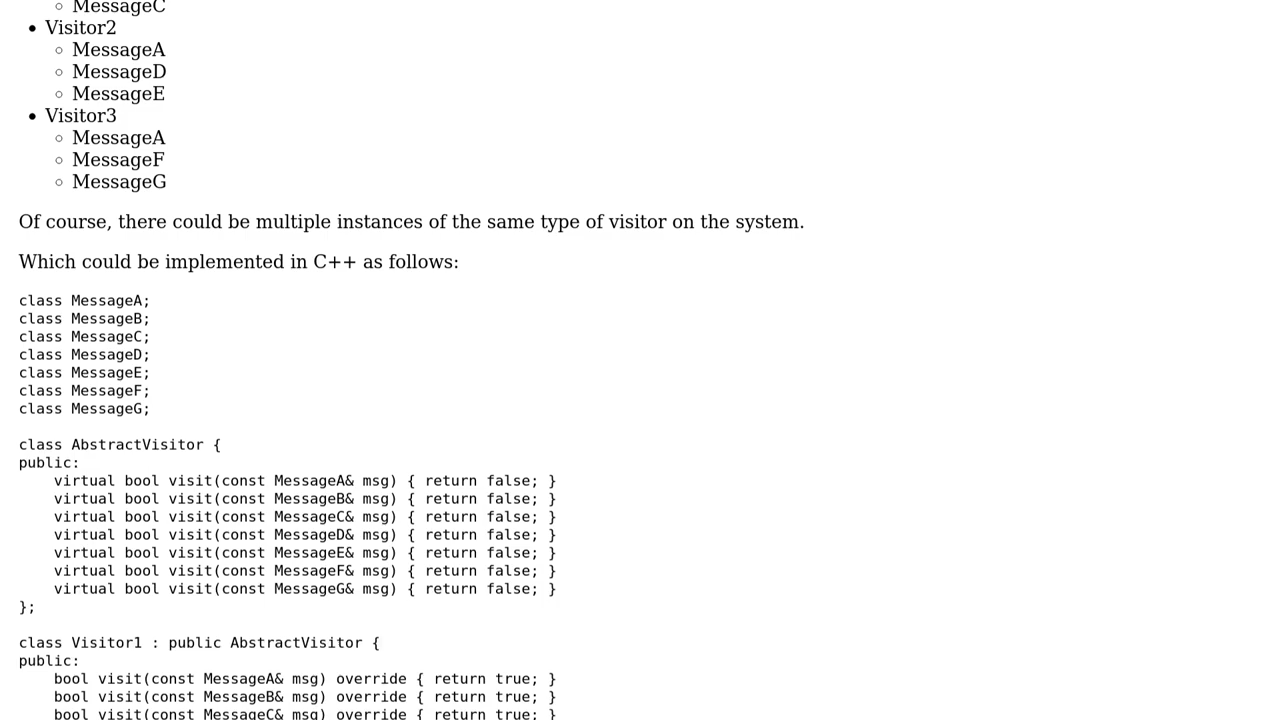 MessageC
Visitor2
MessageA
MessageD
MessageE
Visitor3
MessageA
MessageF
MessageG
Of course, there could be multiple instances of the same type of visitor on the system.
Which could be implemented in C++ as follows:
class MessageA;
class MessageB;
class MessageC;
class MessageD;
class MessageE;
class MessageF;
class MessageG;
class AbstractVisitor {
public:
    virtual bool visit(const MessageA& msg) { return false; }
    virtual bool visit(const MessageB& msg) { return false; }
    virtual bool visit(const MessageC& msg) { return false; }
    virtual bool visit(const MessageD& msg) { return false; }
    virtual bool visit(const MessageE& msg) { return false; }
    virtual bool visit(const MessageF& msg) { return false; }
    virtual bool visit(const MessageG& msg) { return false; }
};
class Visitor1 : public AbstractVisitor {
public:
    bool visit(const MessageA& msg) override { return true; }
    bool visit(const MessageB& msg) override { return true; }
    bool visit(const MessageC& msg) override { return true; }